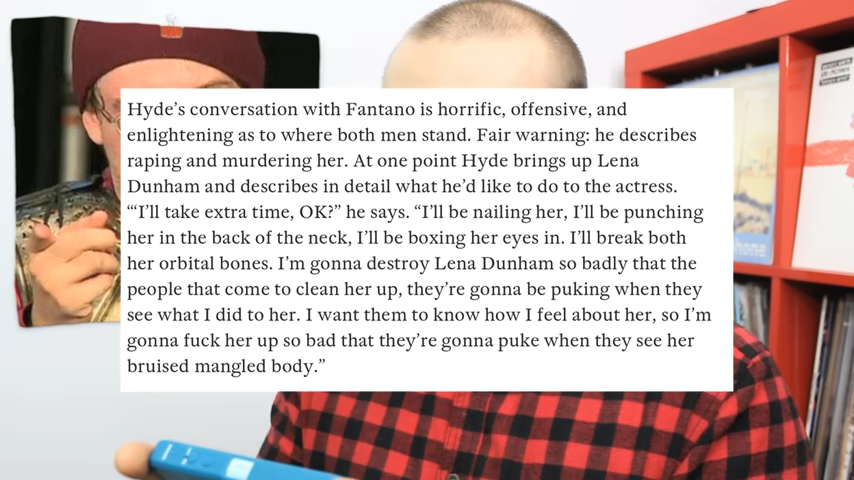 Hyde’s conversation with Fantano is horrific, offensive, and
enlightening as to where both men stand. Fair warning: he describes
raping and murdering her. At one point Hyde brings up Lena
Dunham and describes in detail what he’d like to do to the actress.
“‘I’ll take extra time, OK?” he says. “I’ll be nailing her, I’ll be punching
her in the back of the neck, I’ll be boxing her eyes in. I’ll break both
her orbital bones. I’m gonna destroy Lena Dunham so badly that the
people that come to clean her up, they’re gonna be puking when they
see what I did to her. I want them to know how I feel about her, so I’m
gonna fuck her up so bad that they’re gonna puke when they see her
bruised mangled body.”
phone